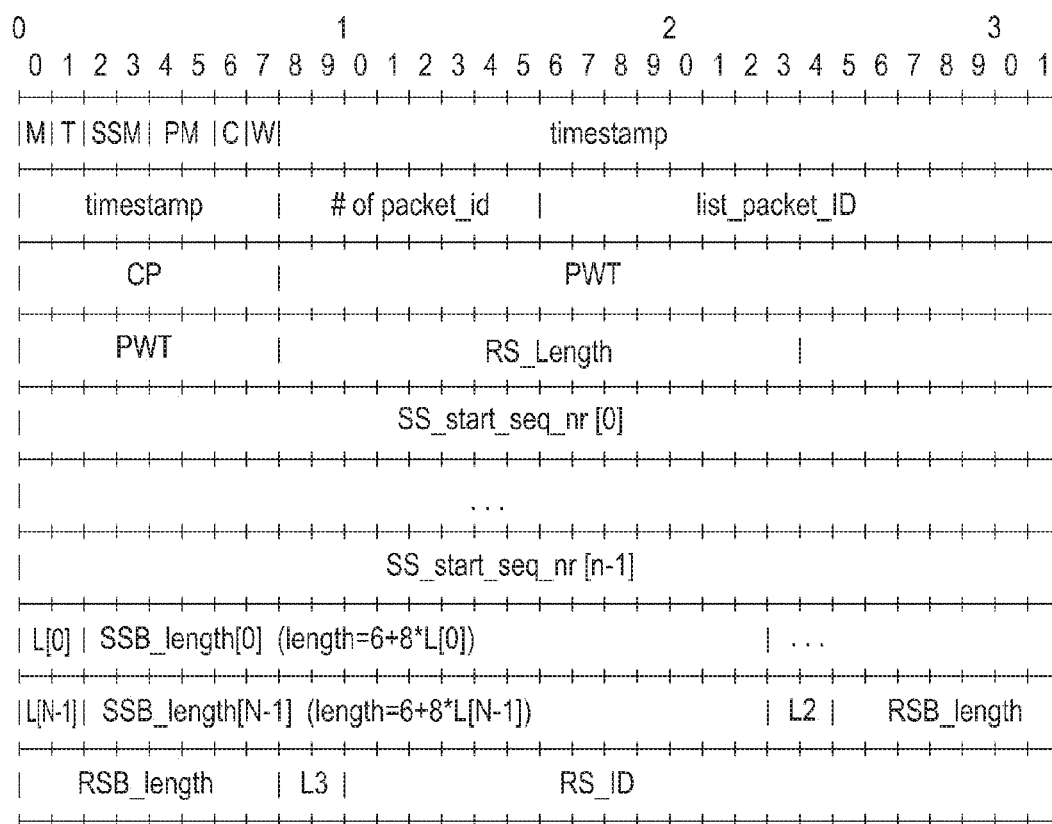 0 1 2 3
0 1 2 3 4 5 6 7 8 9 0 1 2 3 4 5 6 7 8 9 0 1 2 3 4 5 6 7 8 9 0 1
|M|T|SSM| PM |C|W| timestamp
| timestamp | # of packet_id | list_packet_ID
| CP | PWT
| PWT | RS_Length |
| SS_start_seq_nr [0]
| ...
| SS_start_seq_nr [n-1]
| L[0] | SSB_length[0] (length=6+8*L[0]) | ...
|L[N-1]| SSB_length[N-1] (length=6+8*L[N-1]) | L2 | RSB_length
| RSB_length | L3 | RS_ID